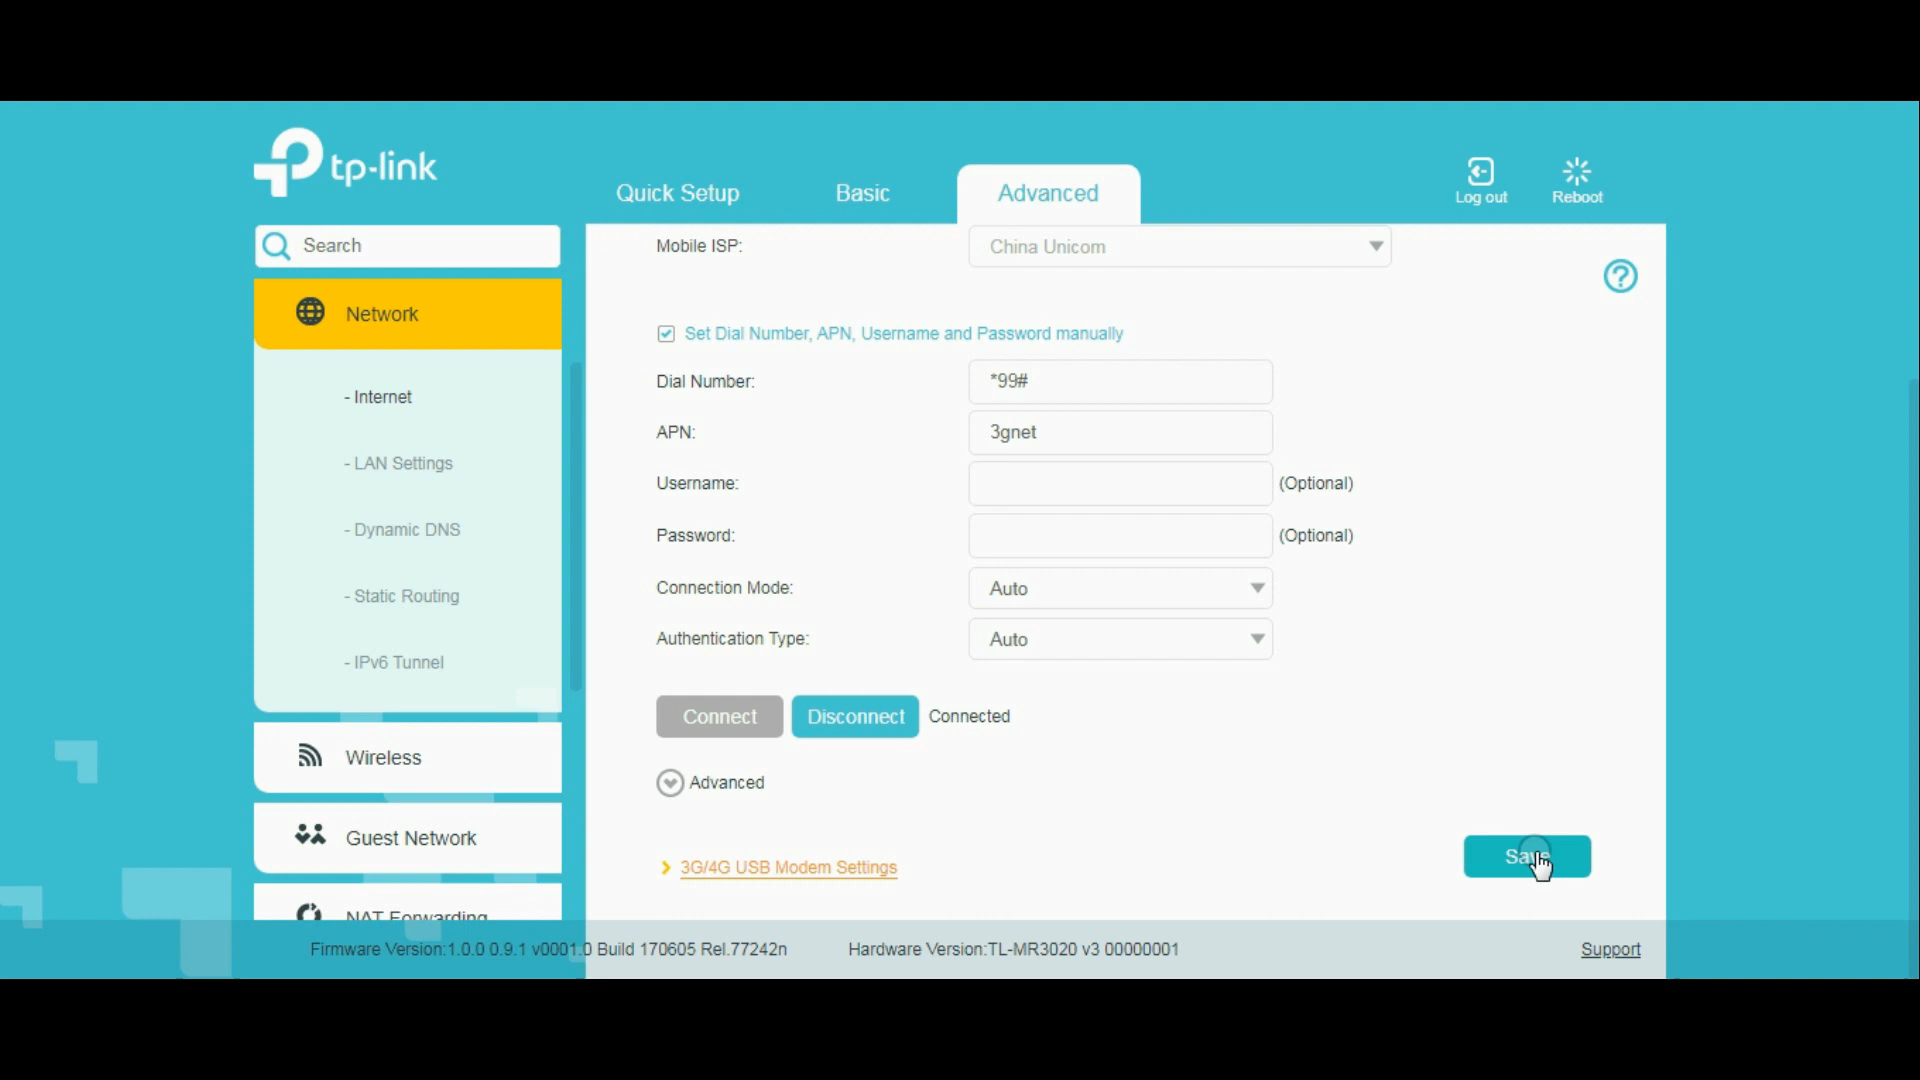 tp-link
Quick Setup
Basic
Advanced
Log out
Reboot
Search
Network
- Internet
- LAN Settings
- Dynamic DNS
- Static Routing
- IPv6 Tunnel
Wireless
Guest Network
NAT Forwarding
Mobile ISP: China Unicom
Set Dial Number, APN, Username and Password manually
Dial Number: *99#
APN: 3gnet
Username: (Optional)
Password: (Optional)
Connection Mode: Auto
Authentication Type: Auto
Connect Disconnect Connected
Advanced
3G/4G USB Modem Settings
Save
Firmware Version:1.0.0 0.9.1 v0001.0 Build 170605 Rel.77242n Hardware Version:TL-MR3020 v3 00000001 Support